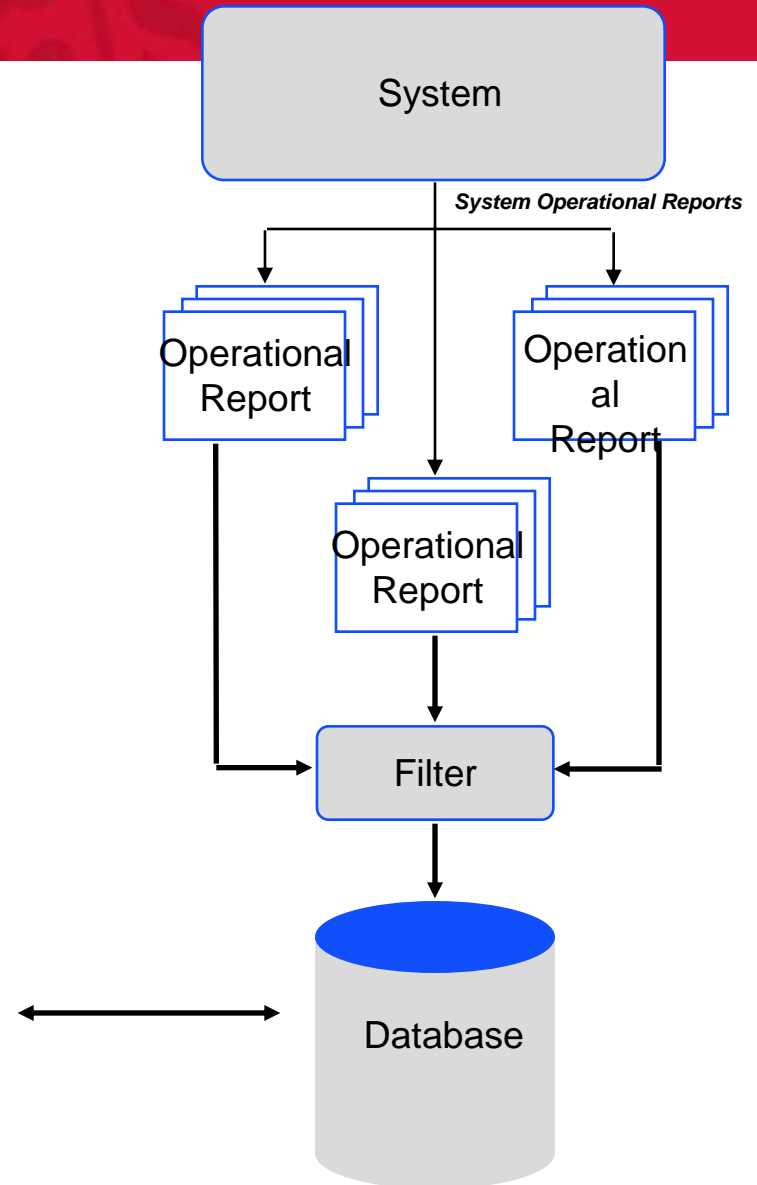 System
System Operational Reports
Operational
Report
Operation
al
Report
Operational
Report
Filter
Database